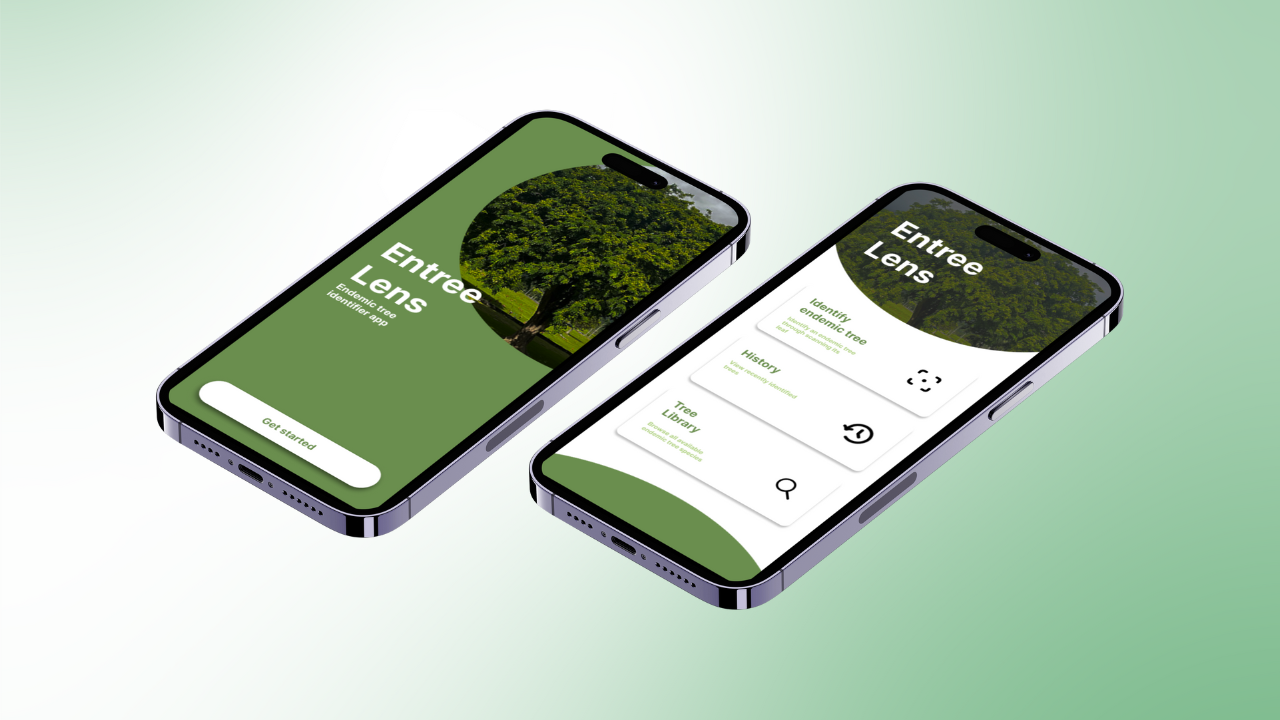 Entree
Lens
Endemic tree
identifier app
Get started
Entree
Lens
Identify
endemic tree
Identify an endemic tree
through scanning its
leaf
History
View recently identified
trees
Tree
Library
Browse all available
endemic tree species